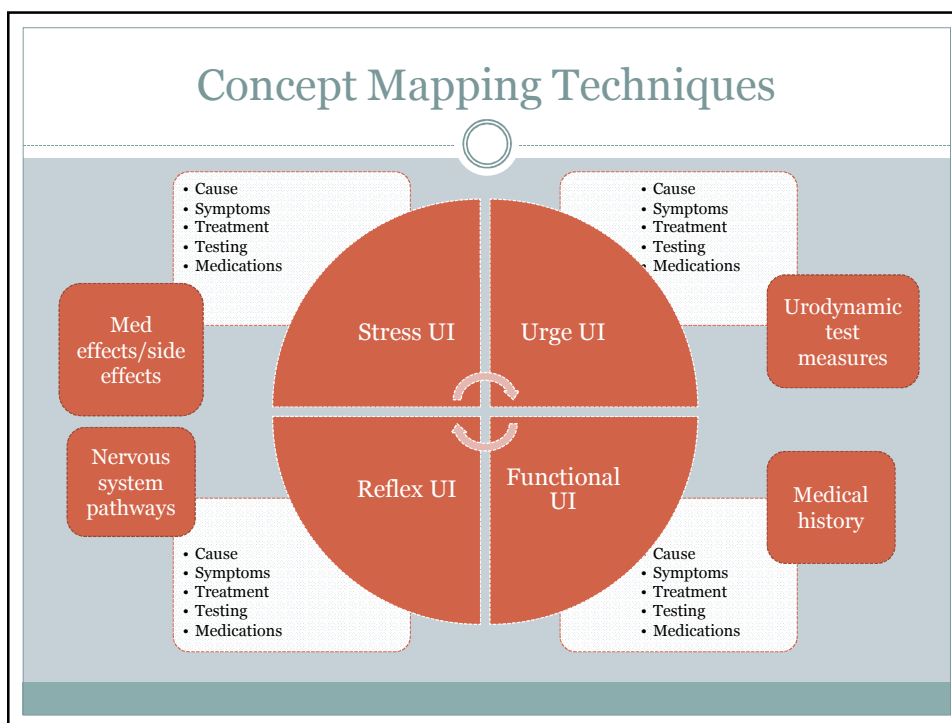 Concept Mapping Techniques
• Cause
• Symptoms
• Treatment
• Testing
• Medications
• Cause
• Symptoms
• Treatment
• Testing
• Medications
Med
effects/side
effects
Stress UI
Urge UI
Urodynamic
test
measures
Nervous
system
pathways
Reflex UI
Functional
UI
Medical
history
• Cause
• Symptoms
• Treatment
• Testing
• Medications
• Cause
• Symptoms
• Treatment
• Testing
• Medications